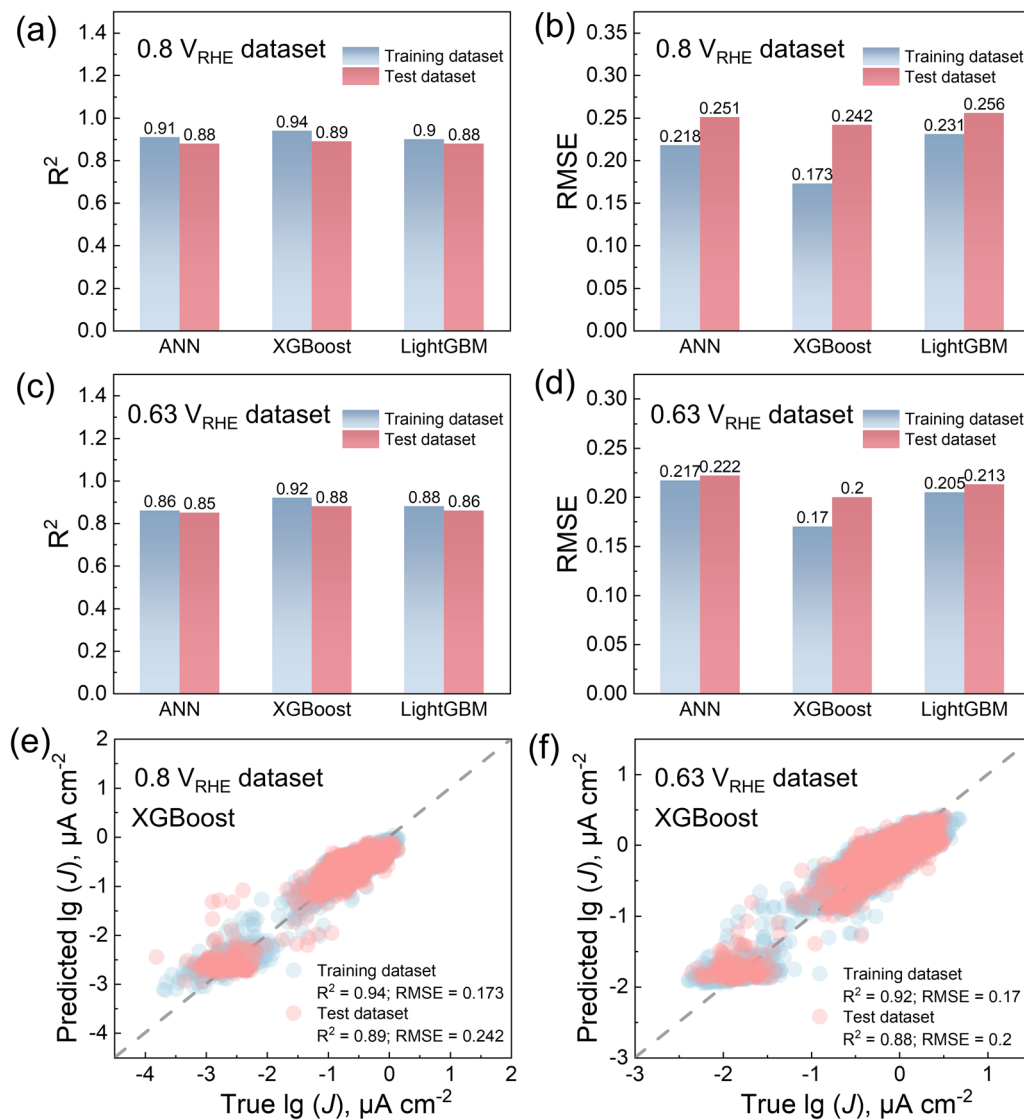 (a)
0.8 V_RHE dataset
Training dataset
Test dataset
R²
1.4
1.2
1.0
0.8
0.6
0.4
0.2
0.0
0.91
0.88
0.94
0.89
0.9
0.88
ANN
XGBoost
LightGBM
(b)
0.8 V_RHE dataset
Training dataset
Test dataset
RMSE
0.35
0.30
0.25
0.20
0.15
0.10
0.05
0.00
0.218
0.251
0.173
0.242
0.231
0.256
ANN
XGBoost
LightGBM
(c)
0.63 V_RHE dataset
Training dataset
Test dataset
R²
1.4
1.2
1.0
0.8
0.6
0.4
0.2
0.0
0.86
0.85
0.92
0.88
0.88
0.86
ANN
XGBoost
LightGBM
(d)
0.63 V_RHE dataset
Training dataset
Test dataset
RMSE
0.30
0.25
0.20
0.15
0.10
0.05
0.00
0.217
0.222
0.17
0.2
0.205
0.213
ANN
XGBoost
LightGBM
(e)
0.8 V_RHE dataset
XGBoost
Predicted lg (J), µA cm⁻²
2
1
0
-1
-2
-3
-4
Training dataset
R² = 0.94; RMSE = 0.173
Test dataset
R² = 0.89; RMSE = 0.242
-4
-3
-2
-1
0
1
2
True lg (J), µA cm⁻²
(f)
0.63 V_RHE dataset
XGBoost
Predicted lg (J), µA cm⁻²
1
0
-1
-2
-3
Training dataset
R² = 0.92; RMSE = 0.17
Test dataset
R² = 0.88; RMSE = 0.2
-3
-2
-1
0
1
True lg (J), µA cm⁻²